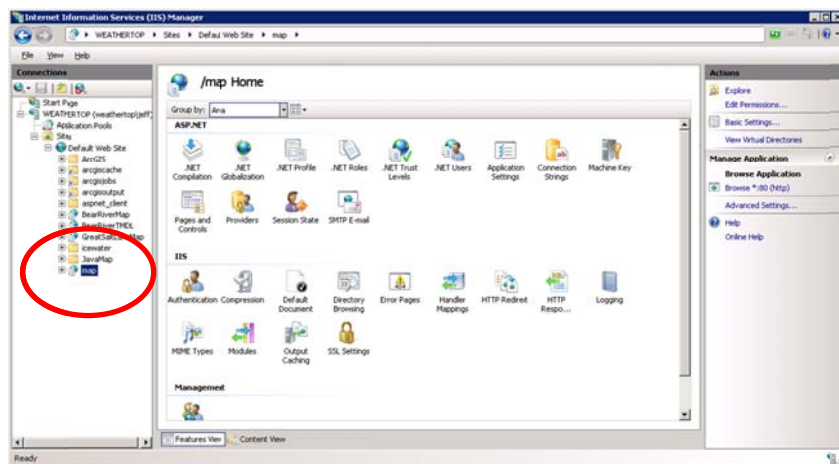 Internet Information Services (IIS) Manager
WEATHERTOP Sites Default Web Site map
File View Help
Connections
Start Page
WEATHERTOP (weathertop\jeff)
Application Pools
Sites
Default Web Site
ArcGIS
arcgiscache
arcgisjobs
arcgisoutput
aspnet_client
BearRiverMap
BearRiverTMDL
icewater
JavaMap
map
/map Home
Group by: Area
ASP.NET
.NET Compilation
.NET Globalization
.NET Profile
.NET Roles
.NET Trust Levels
.NET Users
Application Settings
Connection Strings
Machine Key
Pages and Controls
Providers
Session State
SMTP E-mail
IIS
Authentication
Compression
Default Document
Directory Browsing
Error Pages
Handler Mappings
HTTP Redirect
HTTP Respo...
Logging
MIME Types
Modules
Output Caching
SSL Settings
Management
Features View
Content View
Actions
Explore
Edit Permissions...
Basic Settings...
View Virtual Directories
Manage Application
Browse Application
Browse *:80 (http)
Advanced Settings...
Help
Online Help
Ready